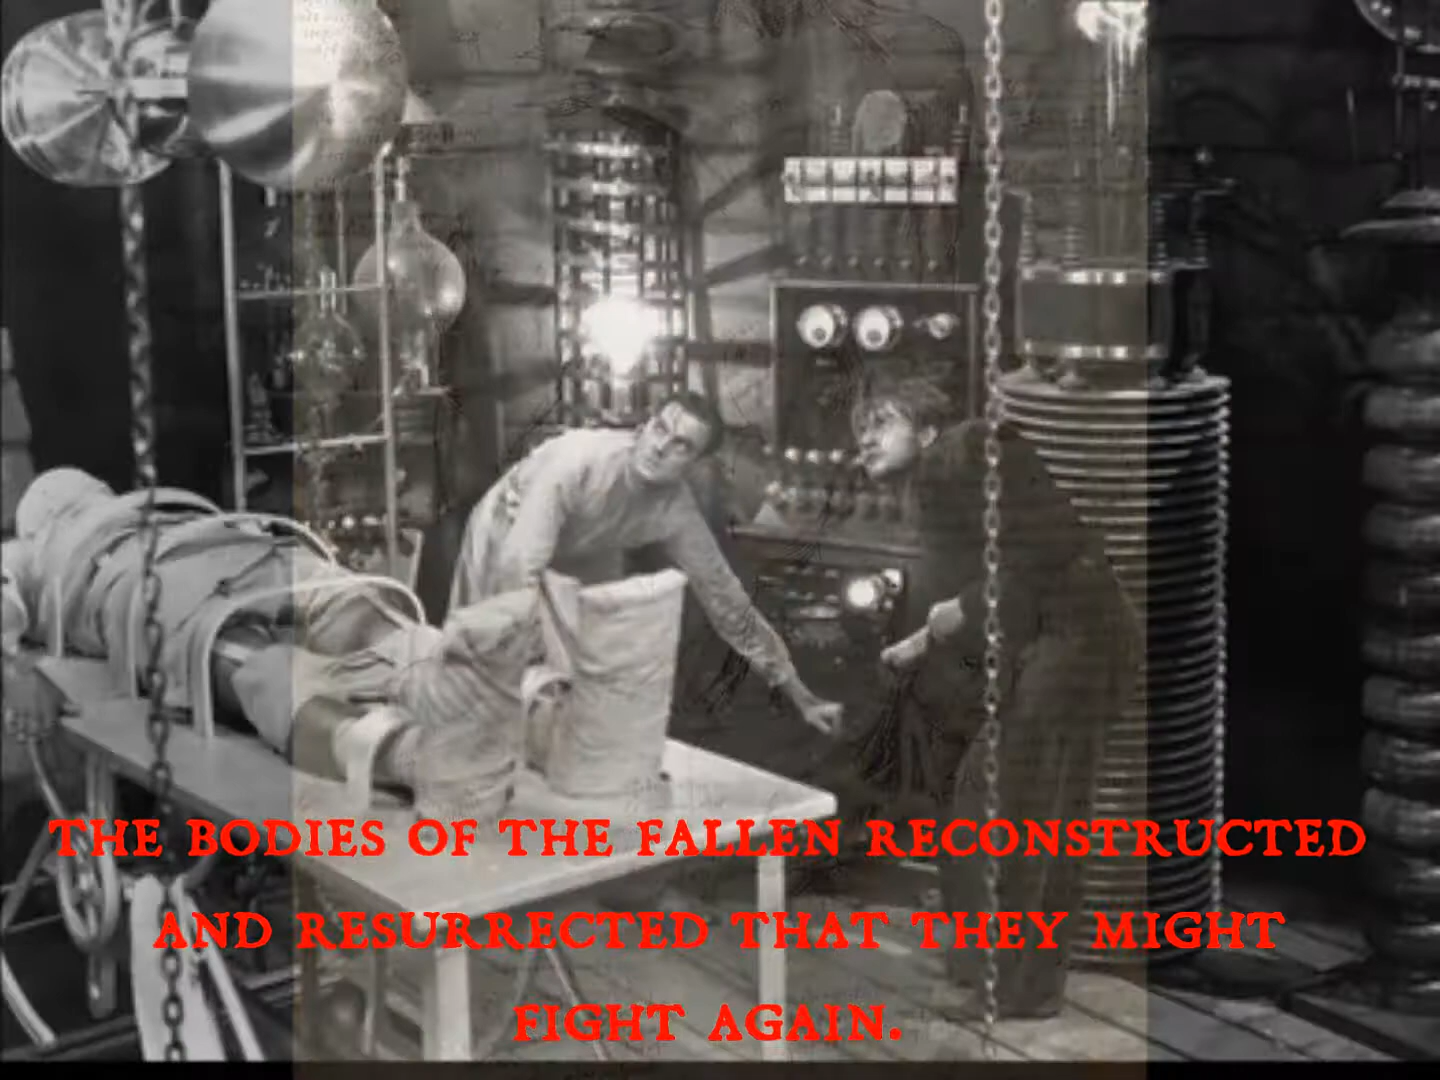 THE BODIES OF THE FALLEN RECONSTRUCTED
AND RESURRECTED THAT THEY MIGHT
FIGHT AGAIN.